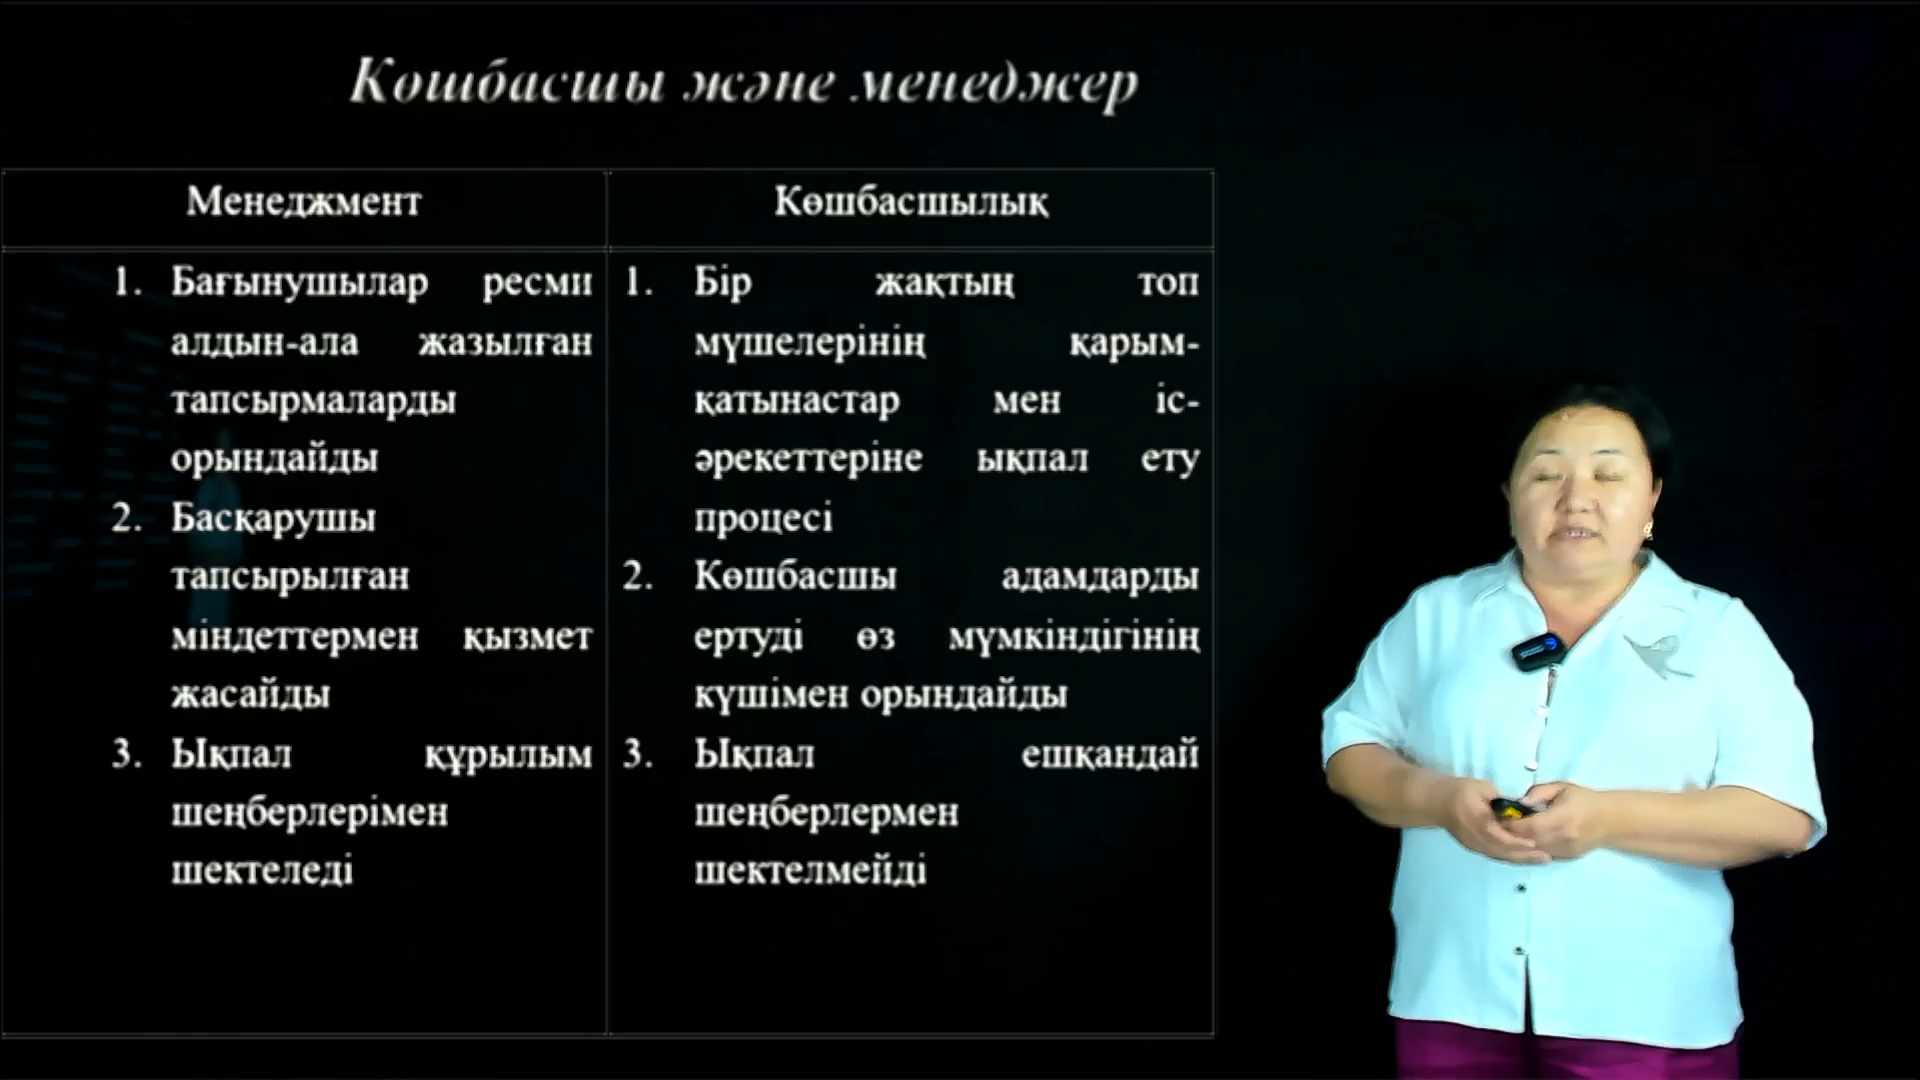 Көшбасшы және менеджер
Менеджмент
Көшбасшылық
1. Бағынушылар ресми
алдын-ала жазылған
тапсырмаларды
орындайды
2. Басқарушы
тапсырылған
міндеттермен қызмет
жасайды
3. Ықпал құрылым
шеңберлерімен
шектеледі
1. Бір жақтың топ
мүшелерінің қарым-
қатынастар мен іс-
әрекеттеріне ықпал ету
процесі
2. Көшбасшы адамдарды
ертуді өз мүмкіндігінің
күшімен орындайды
3. Ықпал ешқандай
шеңберлермен
шектелмейді